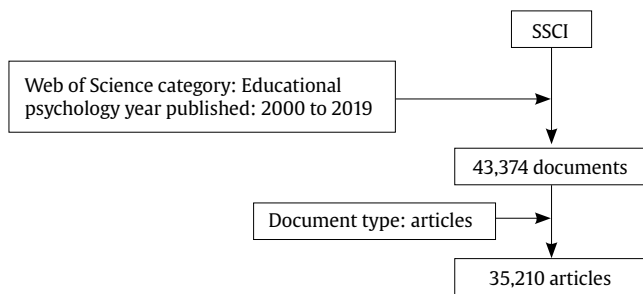 SSCI
Web of Science category: Educational
psychology year published: 2000 to 2019
43,374 documents
Document type: articles
35,210 articles